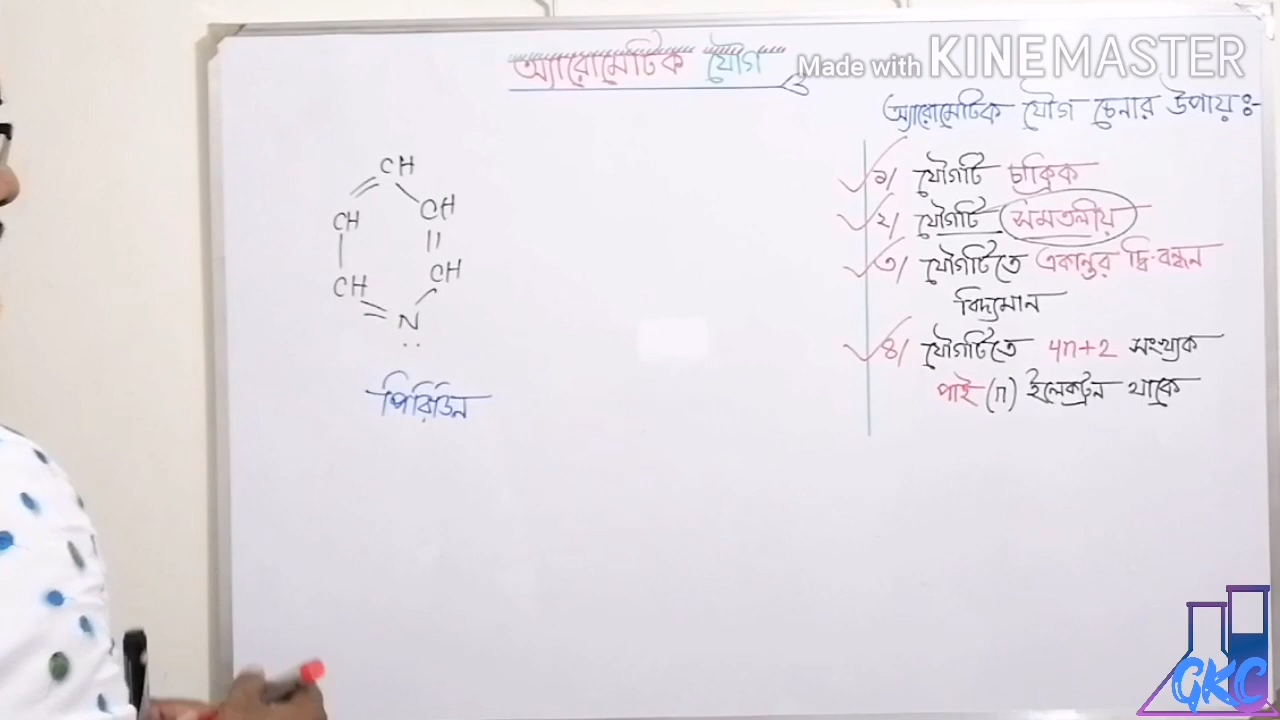 অ্যারোমেটিক যৌগ
Made with KINEMASTER
অ্যারোমেটিক যৌগ চেনার উপায়ঃ-
১/ যৌগটি চাক্রিক
২/ যৌগটি সমতলীয়
৩/ যৌগটিতে একান্তর দ্বি-বন্ধন
বিদ্যমান
৪/ যৌগটিতে 4n+2 সংখ্যক
পাই (π) ইলেকট্রন থাকে
CH
CH CH
CH CH
N
পিরিডিন
GKC